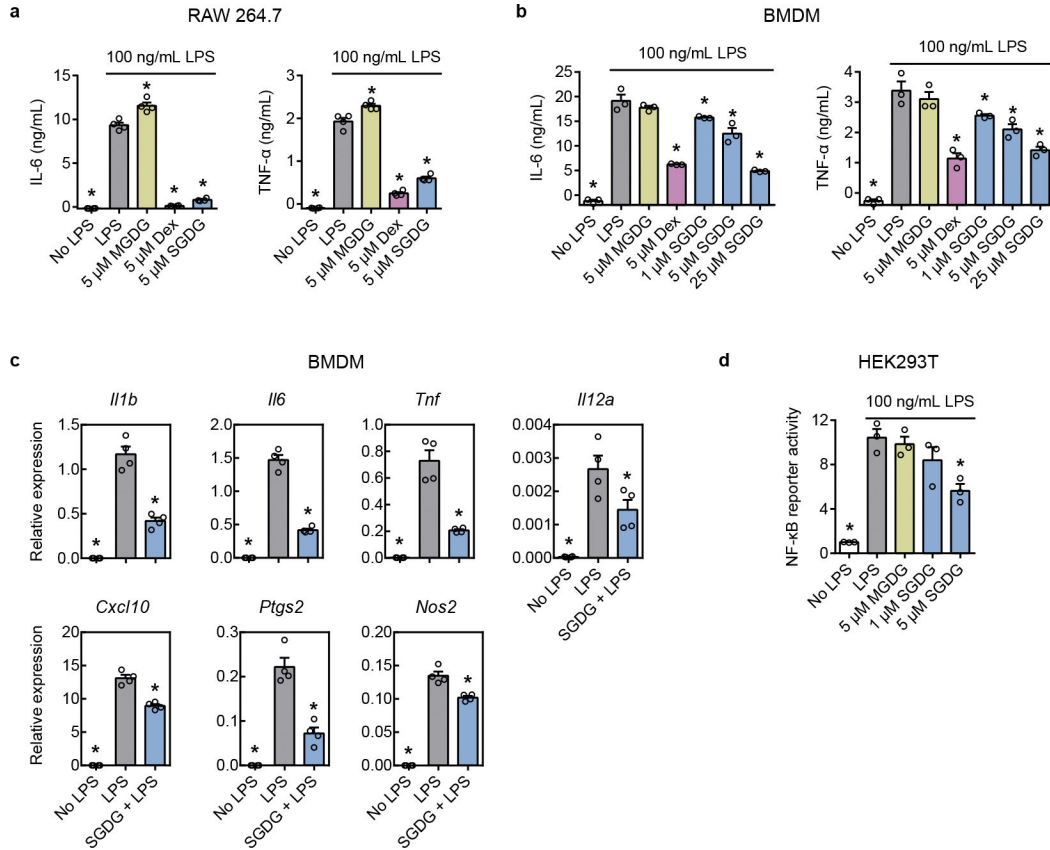 a
RAW 264.7
100 ng/mL LPS
IL-6 (ng/mL)
15
10
5
0
*
*
*
*
No LPS
LPS
5 µM MGDG
5 µM Dex
5 µM SGDG
100 ng/mL LPS
TNF-α (ng/mL)
3
2
1
0
*
*
*
*
No LPS
LPS
5 µM MGDG
5 µM Dex
5 µM SGDG
b
BMDM
100 ng/mL LPS
IL-6 (ng/mL)
25
20
15
10
5
0
*
*
*
*
*
No LPS
LPS
5 µM MGDG
5 µM Dex
1 µM SGDG
5 µM SGDG
25 µM SGDG
100 ng/mL LPS
TNF-α (ng/mL)
4
3
2
1
0
*
*
*
*
*
No LPS
LPS
5 µM MGDG
5 µM Dex
1 µM SGDG
5 µM SGDG
25 µM SGDG
c
BMDM
Il1b
Relative expression
1.5
1.0
0.5
0.0
*
*
Il6
2.0
1.5
1.0
0.5
0.0
*
*
Tnf
1.0
0.8
0.6
0.4
0.2
0.0
*
*
Il12a
0.004
0.003
0.002
0.001
0.000
*
*
No LPS
LPS
SGDG + LPS
Cxcl10
Relative expression
20
15
10
5
0
*
*
No LPS
LPS
SGDG + LPS
Ptgs2
0.3
0.2
0.1
0.0
*
*
No LPS
LPS
SGDG + LPS
Nos2
0.20
0.15
0.10
0.05
0.00
*
*
No LPS
LPS
SGDG + LPS
d
HEK293T
100 ng/mL LPS
NF-κB reporter activity
12
8
4
0
*
*
No LPS
LPS
5 µM MGDG
1 µM SGDG
5 µM SGDG